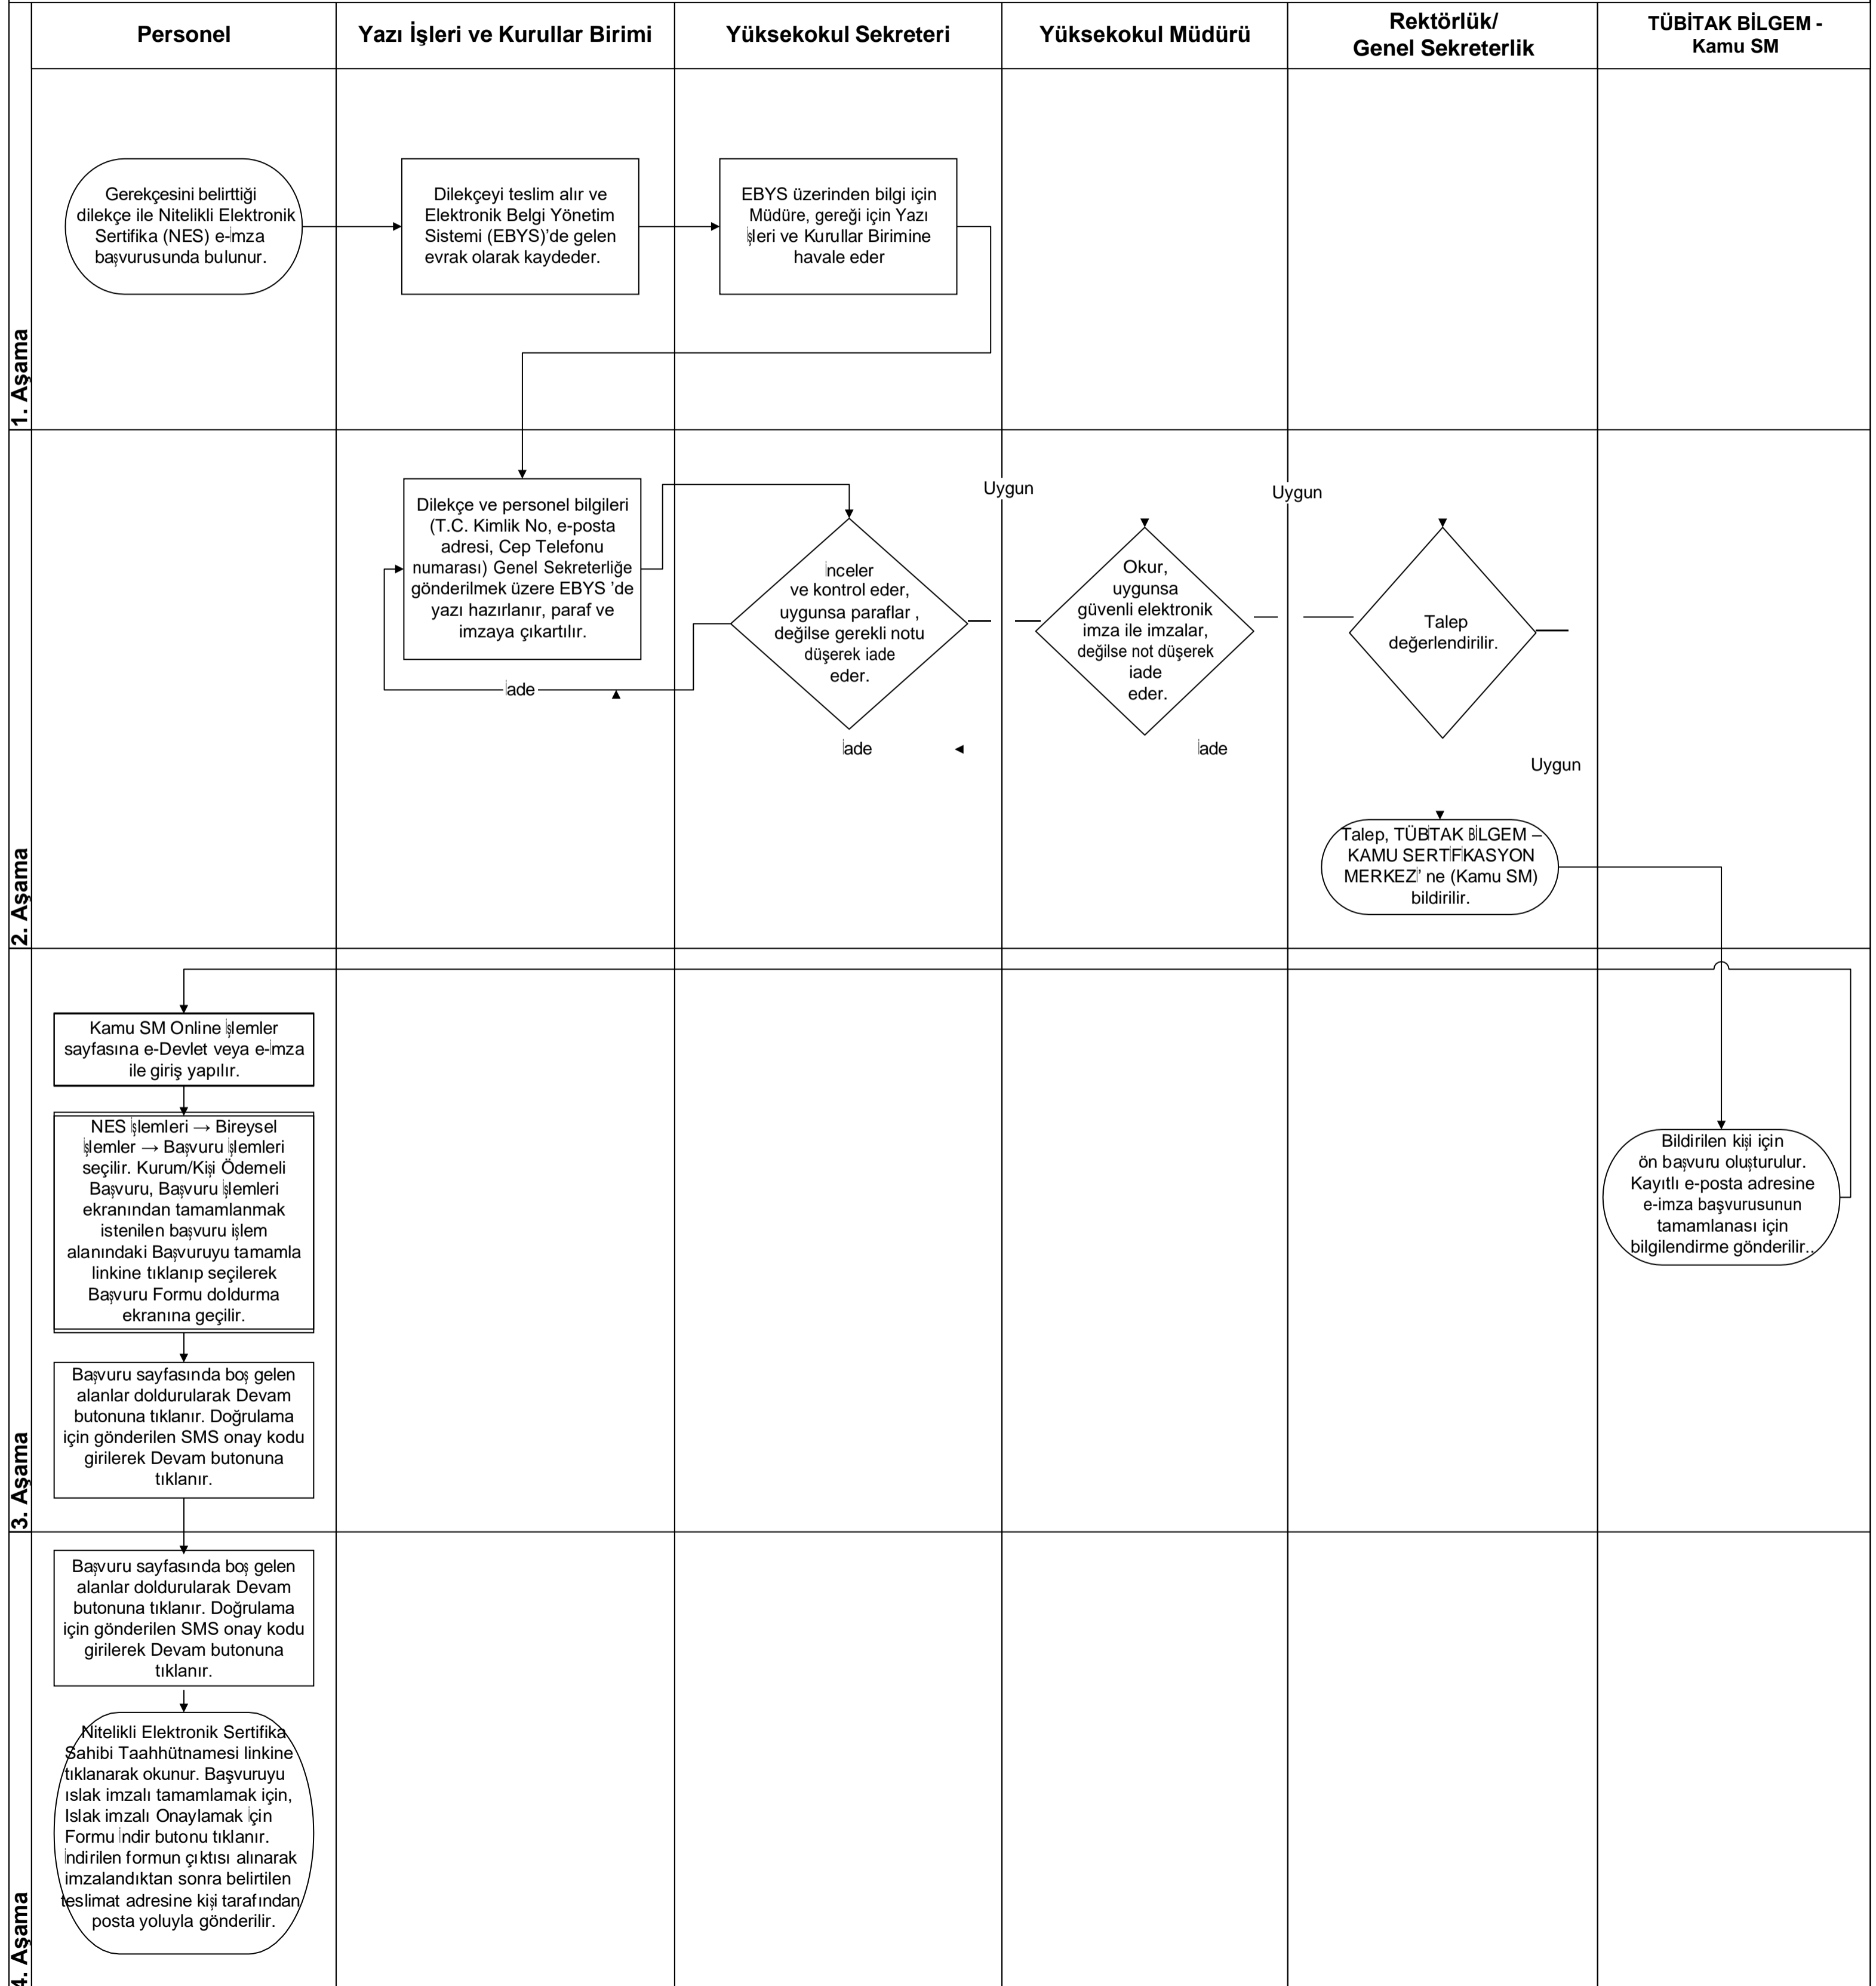 Personel
Yazı İşleri ve Kurullar Birimi
Yüksekokul Sekreteri
Yüksekokul Müdürü
Rektörlük/
Genel Sekreterlik
TÜBİTAK BİLGEM -
Kamu SM
1. Aşama
Gerekçesini belirttiği
dilekçe ile Nitelikli Elektronik
Sertifika (NES) e-imza
başvurusunda bulunur.
Dilekçeyi teslim alır ve
Elektronik Belgi Yönetim
Sistemi (EBYS)’de gelen
evrak olarak kaydeder.
EBYS üzerinden bilgi için
Müdüre, gereği için Yazı
İşleri ve Kurullar Birimine
havale eder
2. Aşama
Dilekçe ve personel bilgileri
(T.C. Kimlik No, e-posta
adresi, Cep Telefonu
numarası) Genel Sekreterliğe
gönderilmek üzere EBYS ’de
yazı hazırlanır, paraf ve
imzaya çıkartılır.
İade
İnceler
ve kontrol eder,
uygunsa paraflar ,
değilse gerekli notu
düşerek iade
eder.
İade
Uygun
Okur,
uygunsa
güvenli elektronik
imza ile imzalar,
değilse not düşerek
iade
eder.
İade
Uygun
Talep
değerlendirilir.
Uygun
Talep, TÜBİTAK BİLGEM –
KAMU SERTİFİKASYON
MERKEZİ’ ne (Kamu SM)
bildirilir.
3. Aşama
Kamu SM Online İşlemler
sayfasına e-Devlet veya e-İmza
ile giriş yapılır.
NES İşlemleri → Bireysel
İşlemler → Başvuru İşlemleri
seçilir. Kurum/Kişi Ödemeli
Başvuru, Başvuru İşlemleri
ekranından tamamlanmak
istenilen başvuru işlem
alanındaki Başvuruyu tamamla
linkine tıklanıp seçilerek
Başvuru Formu doldurma
ekranına geçilir.
Başvuru sayfasında boş gelen
alanlar doldurularak Devam
butonuna tıklanır. Doğrulama
için gönderilen SMS onay kodu
girilerek Devam butonuna
tıklanır.
Bildirilen kişi için
ön başvuru oluşturulur.
Kayıtlı e-posta adresine
e-imza başvurusunun
tamamlanası için
bilgilendirme gönderilir..
4. Aşama
Başvuru sayfasında boş gelen
alanlar doldurularak Devam
butonuna tıklanır. Doğrulama
için gönderilen SMS onay kodu
girilerek Devam butonuna
tıklanır.
Nitelikli Elektronik Sertifika
Sahibi Taahhütnamesi linkine
tıklanarak okunur. Başvuruyu
ıslak imzalı tamamlamak için,
Islak imzalı Onaylamak İçin
Formu İndir butonu tıklanır.
İndirilen formun çıktısı alınarak
imzalandıktan sonra belirtilen
teslimat adresine kişi tarafından
posta yoluyla gönderilir.